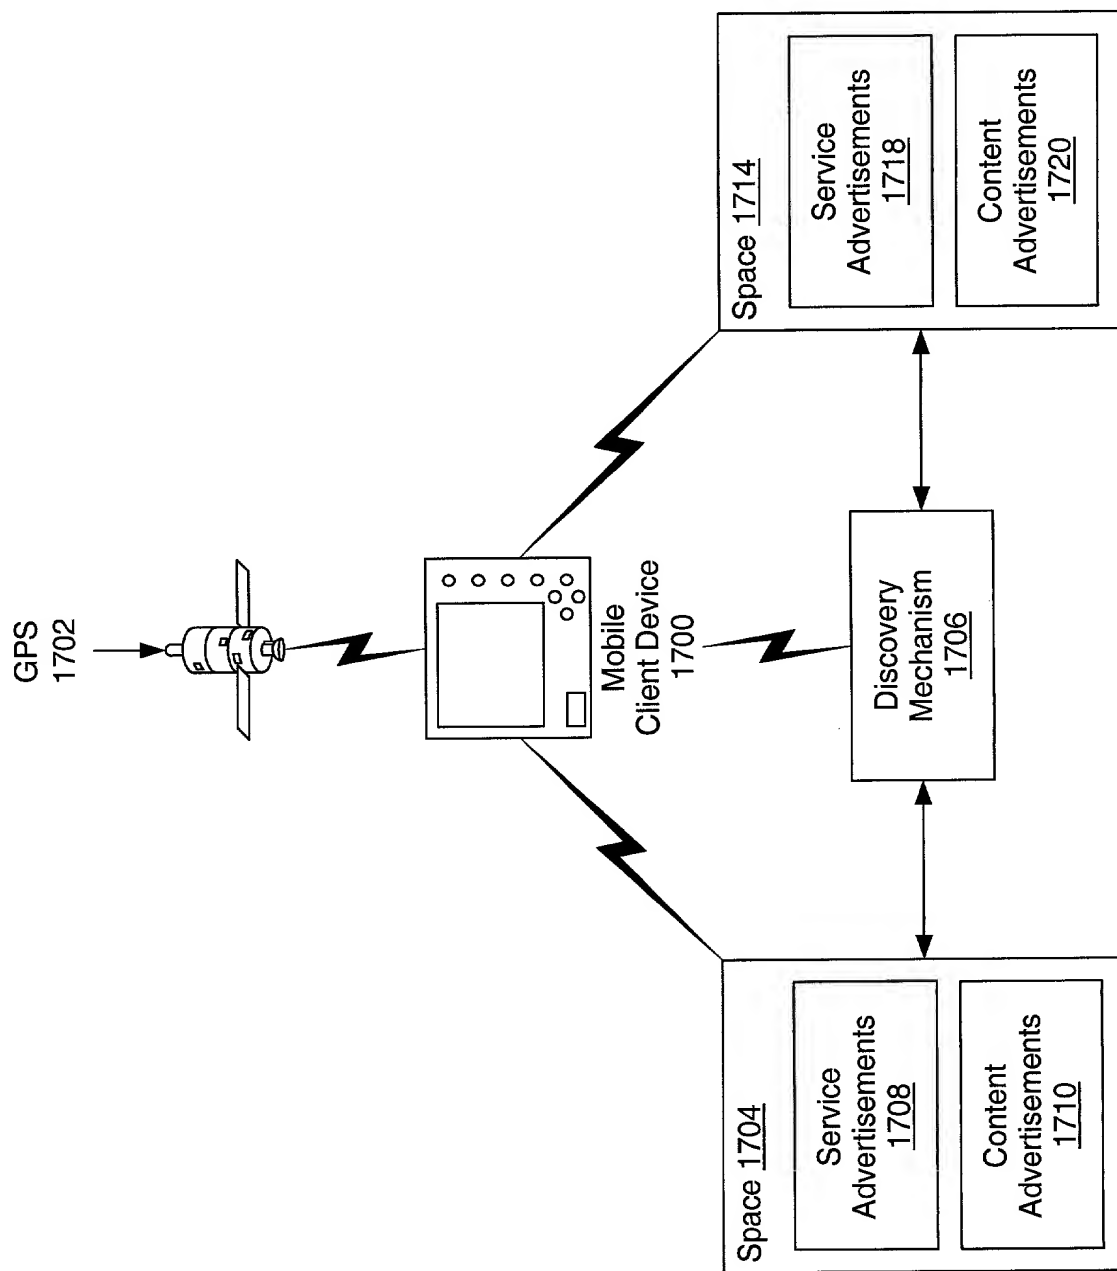 GPS
1702
Mobile
Client Device
1700
Space 1704
Service
Advertisements
1708
Content
Advertisements
1710
Discovery
Mechanism
1706
Space 1714
Service
Advertisements
1718
Content
Advertisements
1720